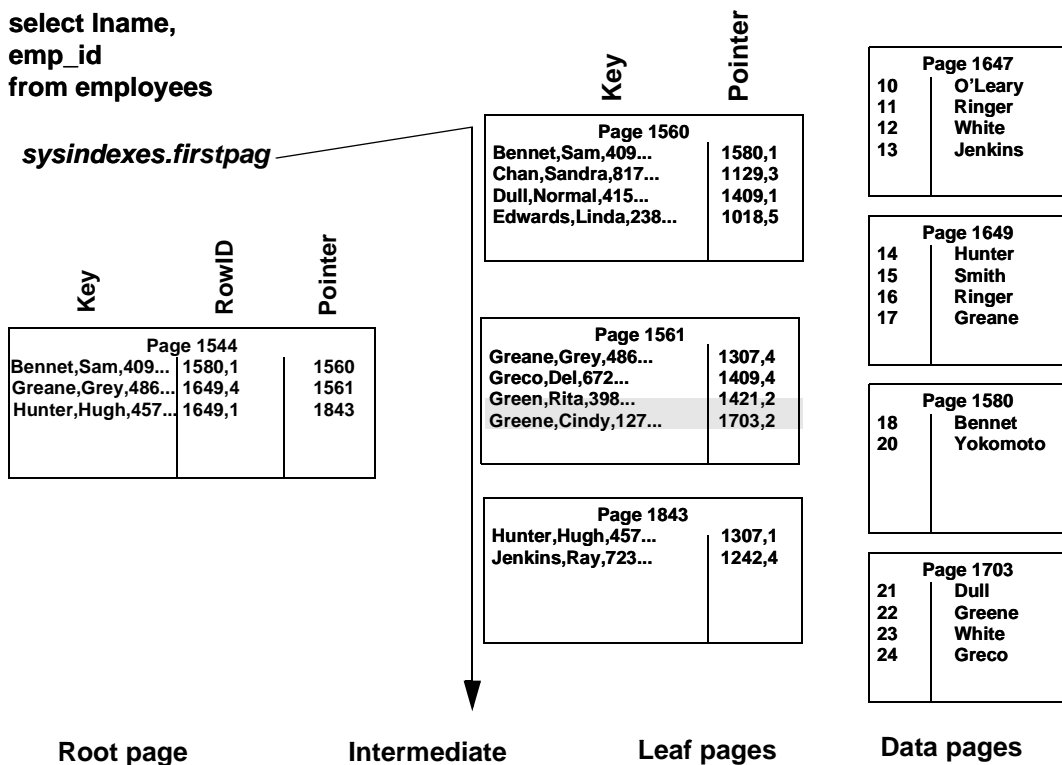 select lname,
emp_id
from employees
sysindexes.firstpag
Key
RowID
Pointer
Page 1544
Bennet,Sam,409... 1580,1 1560
Greane,Grey,486... 1649,4 1561
Hunter,Hugh,457... 1649,1 1843
Key
Pointer
Page 1560
Bennet,Sam,409... 1580,1
Chan,Sandra,817... 1129,3
Dull,Normal,415... 1409,1
Edwards,Linda,238... 1018,5
Page 1561
Greane,Grey,486... 1307,4
Greco,Del,672... 1409,4
Green,Rita,398... 1421,2
Greene,Cindy,127... 1703,2
Page 1843
Hunter,Hugh,457... 1307,1
Jenkins,Ray,723... 1242,4
Page 1647
10 O'Leary
11 Ringer
12 White
13 Jenkins
Page 1649
14 Hunter
15 Smith
16 Ringer
17 Greane
Page 1580
18 Bennet
20 Yokomoto
Page 1703
21 Dull
22 Greene
23 White
24 Greco
Root page
Intermediate
Leaf pages
Data pages